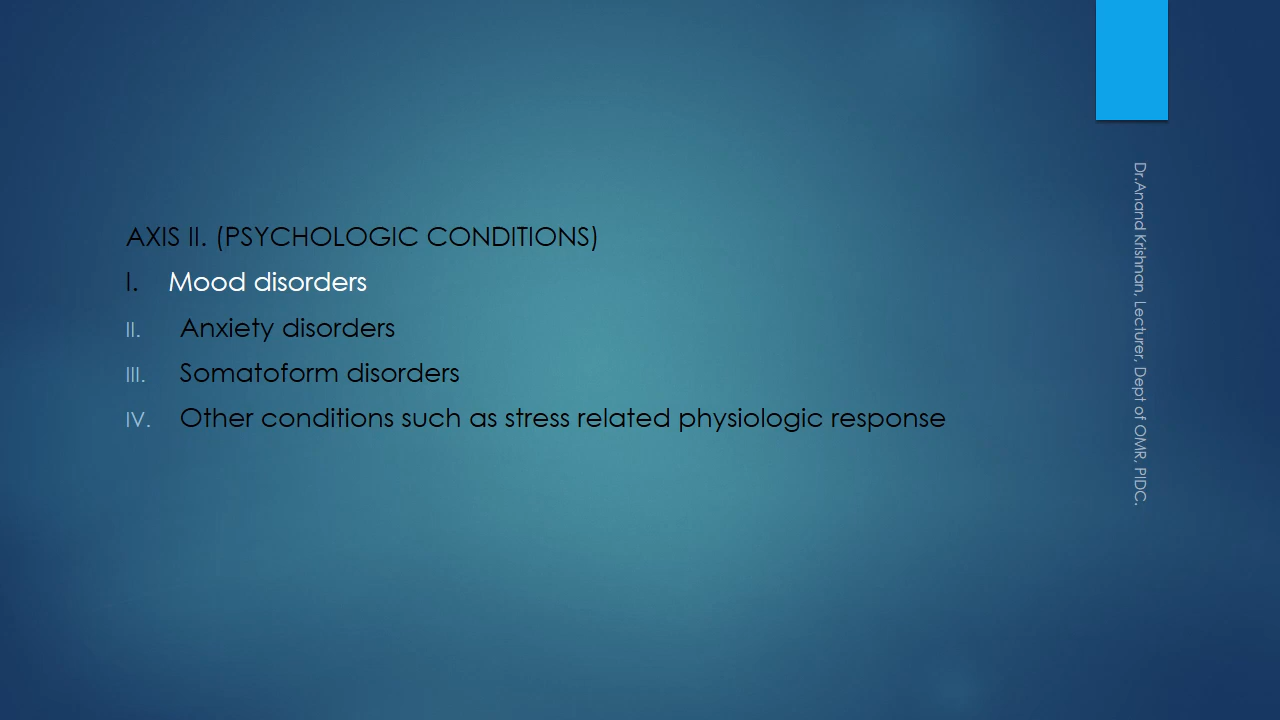 AXIS II. (PSYCHOLOGIC CONDITIONS)
I. Mood disorders
II. Anxiety disorders
III. Somatoform disorders
IV. Other conditions such as stress related physiologic response
Dr.Anand Krishnan, Lecturer, Dept of OMR, PIDC.